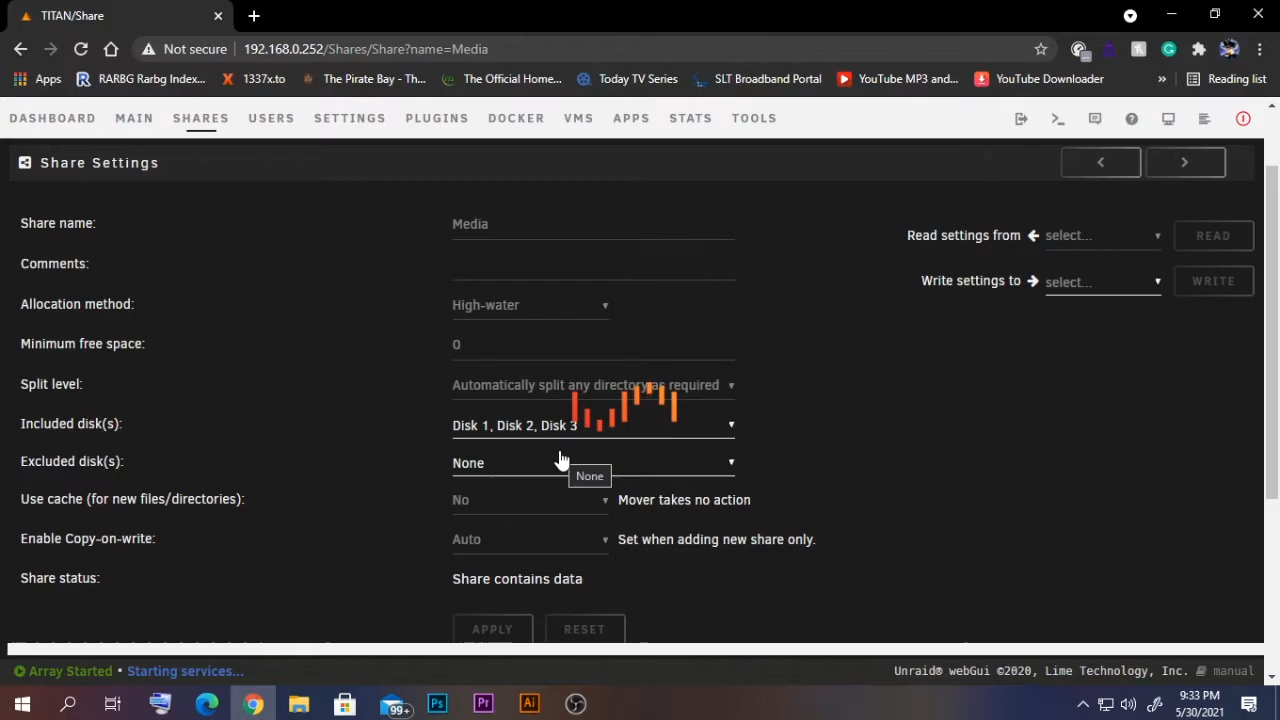 TITAN/Share
Not secure 192.168.0.252/Shares/Share?name=Media
Apps RARBG Rarbg Index... 1337x.to The Pirate Bay - Th... The Official Home... Today TV Series SLT Broadband Portal YouTube MP3 and... YouTube Downloader » Reading list
DASHBOARD MAIN SHARES USERS SETTINGS PLUGINS DOCKER VMS APPS STATS TOOLS
Share Settings
Share name: Media
Read settings from select... READ
Comments:
Write settings to select... WRITE
Allocation method: High-water
Minimum free space: 0
Split level: Automatically split any directory as required
Included disk(s): Disk 1, Disk 2, Disk 3
Excluded disk(s): None
None
Use cache (for new files/directories): No Mover takes no action
Enable Copy-on-write: Auto Set when adding new share only.
Share status: Share contains data
APPLY RESET
Array Started • Starting services... Unraid® webGui ©2020, Lime Technology, Inc. manual
99+ Ps Pr Ai 9:33 PM
5/30/2021